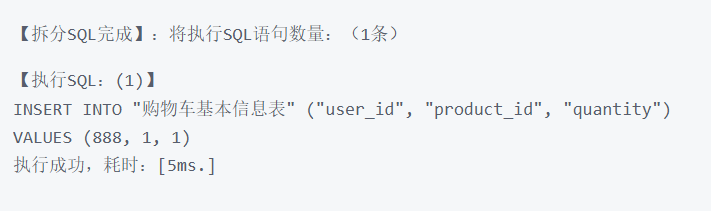 【拆分SQL完成】：将执行SQL语句数量：（1条）
【执行SQL：(1)】
INSERT INTO "购物车基本信息表" ("user_id", "product_id", "quantity")
VALUES (888, 1, 1)
执行成功，耗时：[5ms.]